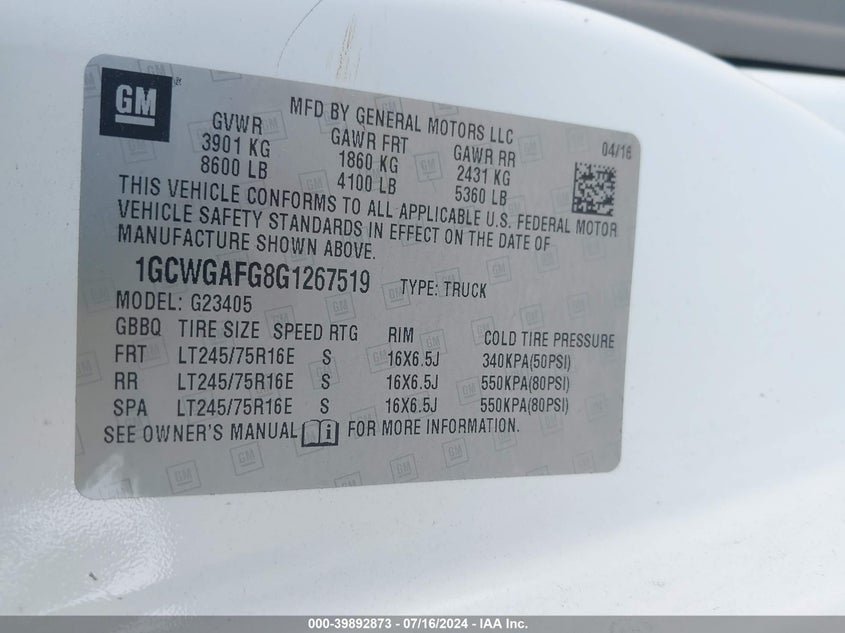 GM
MFD BY GENERAL MOTORS LLC
04/16
GVWR GAWR FRT GAWR RR
3901 KG 1860 KG 2431 KG
8600 LB 4100 LB 5360 LB
THIS VEHICLE CONFORMS TO ALL APPLICABLE U.S. FEDERAL MOTOR
VEHICLE SAFETY STANDARDS IN EFFECT ON THE DATE OF
MANUFACTURE SHOWN ABOVE.
1GCWGAFG8G1267519 TYPE: TRUCK
MODEL: G23405
GBBQ TIRE SIZE SPEED RTG RIM COLD TIRE PRESSURE
FRT LT245/75R16E S 16X6.5J 340KPA(50PSI)
RR LT245/75R16E S 16X6.5J 550KPA(80PSI)
SPA LT245/75R16E S 16X6.5J 550KPA(80PSI)
SEE OWNER'S MANUAL i FOR MORE INFORMATION.
000-39892873 - 07/16/2024 - IAA Inc.